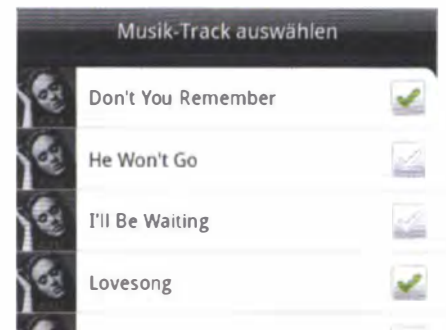 Musik-Track auswählen
Don't You Remember
He Won't Go
I'll Be Waiting
Lovesong